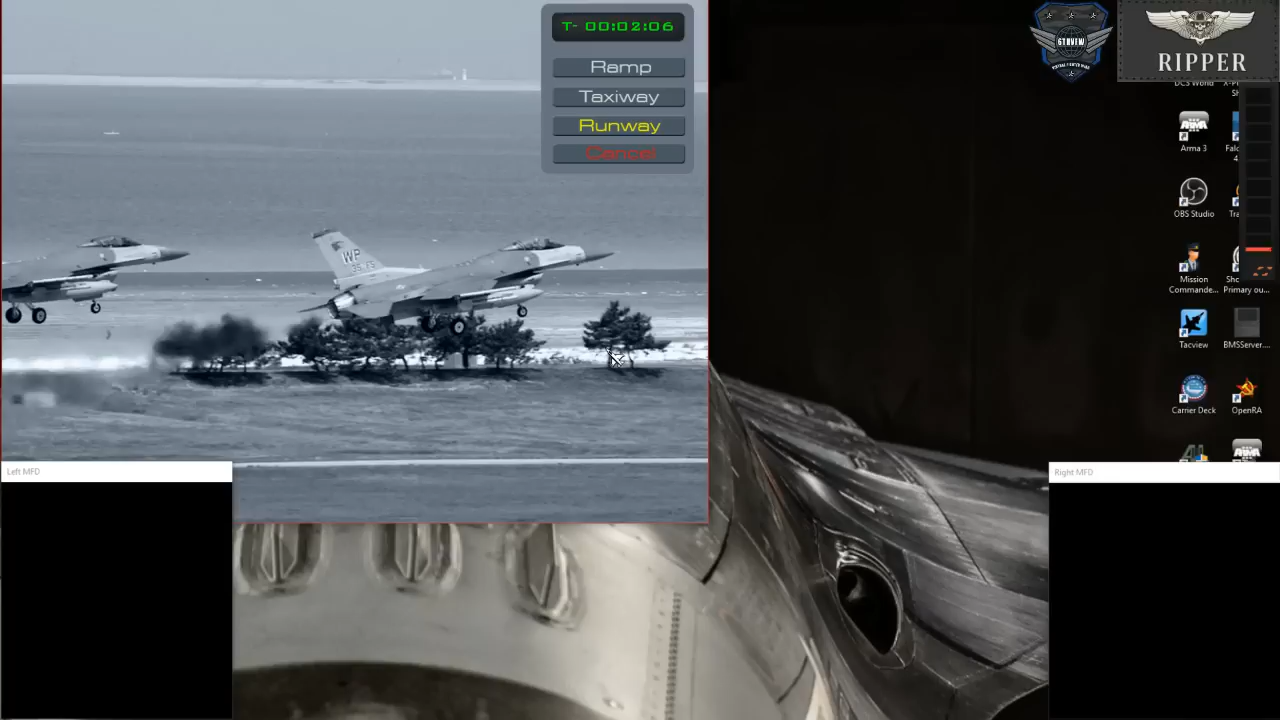 T- 00:02:06
Ramp
Taxiway
Runway
Cancel
WP
Left MFD
Right MFD
RIPPER
DCS World
Arma 3
OBS Studio
Mission
Commande...
Primary ou...
Tacview
BMSServer....
Carrier Deck
OpenRA